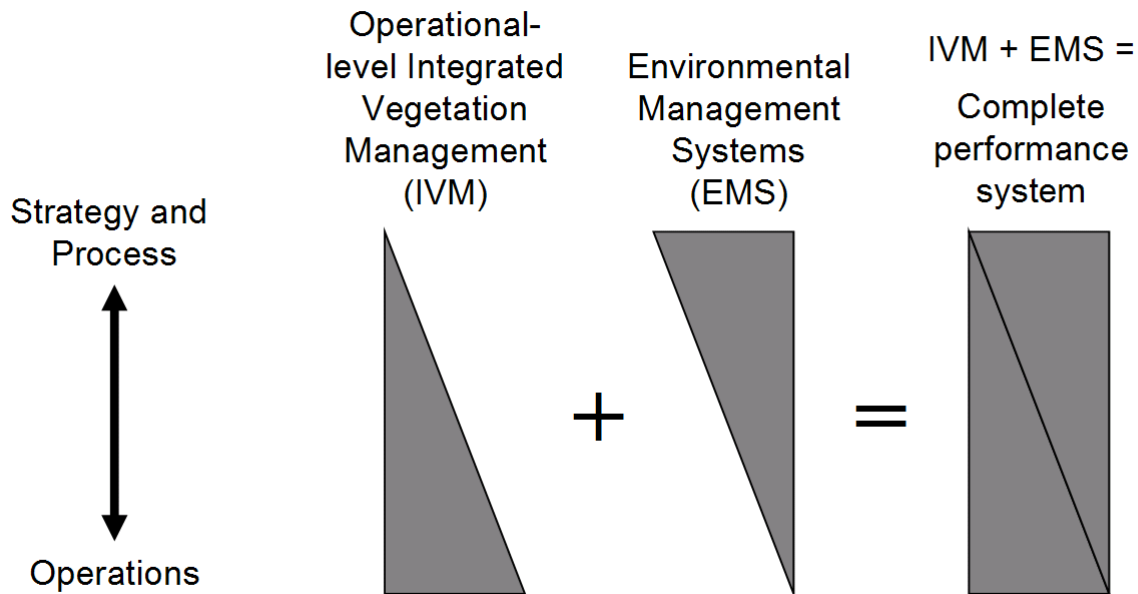 Operational-
level Integrated
Vegetation
Management
(IVM)
Environmental
Management
Systems
(EMS)
IVM + EMS =
Complete
performance
system
Strategy and
Process
Operations
+
=